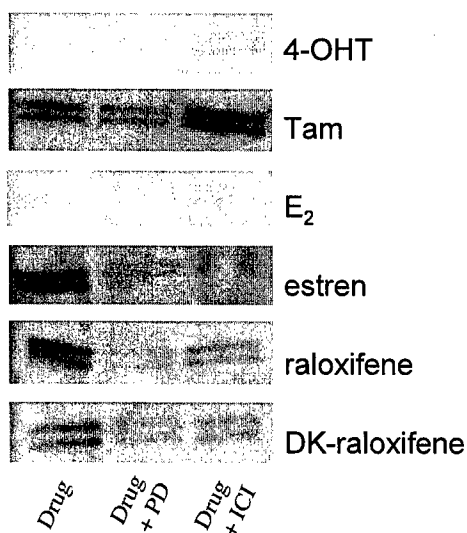 4-OHT
Tam
E₂
estren
raloxifene
DK-raloxifene
Drug
Drug
+ PD
Drug
+ ICI